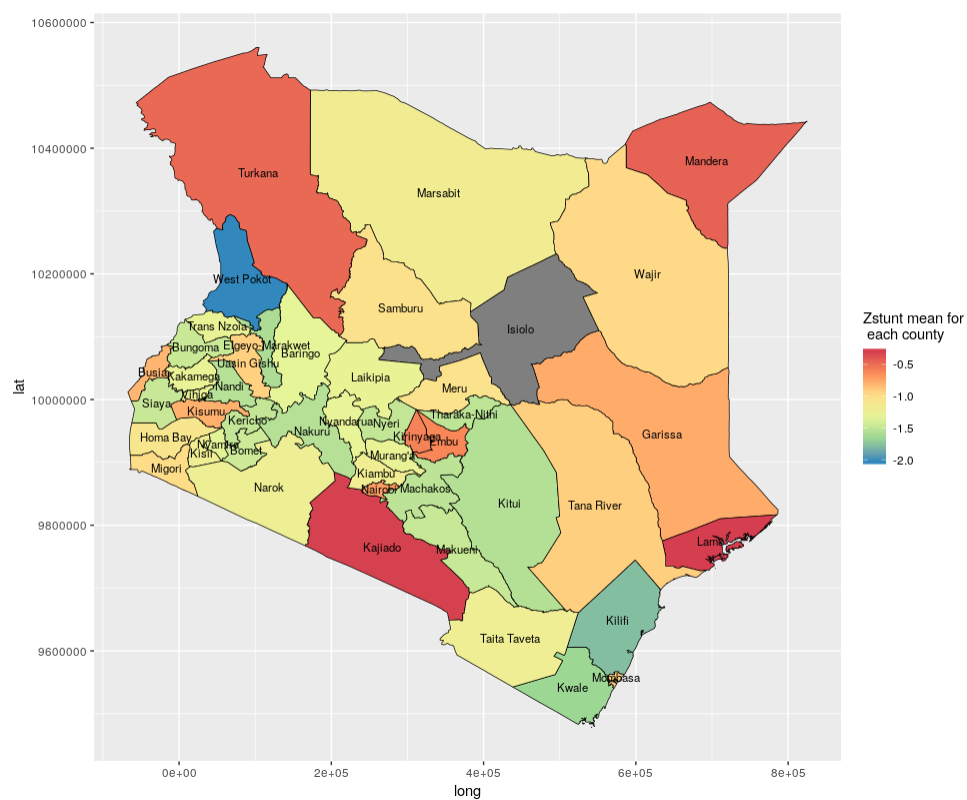 10600000
10400000
10200000
10000000
9800000
9600000
lat
0e+00
2e+05
4e+05
6e+05
8e+05
long
Turkana
Marsabit
Mandera
Wajir
West Pokot
Samburu
Isiolo
Trans Nzoia
Bungoma
Elgeyo-Marakwet
Baringo
Uasin Gishu
Busia
Kakamega
Laikipia
Meru
Nandi
Vihiga
Siaya
Kisumu
Tharaka-Nithi
Kericho
Nakuru
Nyandarua
Nyeri
Kirinyaga
Embu
Garissa
Homa Bay
Nyamira
Kisii
Bomet
Murang'a
Migori
Kiambu
Narok
Nairobi
Machakos
Kitui
Tana River
Kajiado
Makueni
Lamu
Kilifi
Taita Taveta
Mombasa
Kwale
Zstunt mean for
each county
-0.5
-1.0
-1.5
-2.0